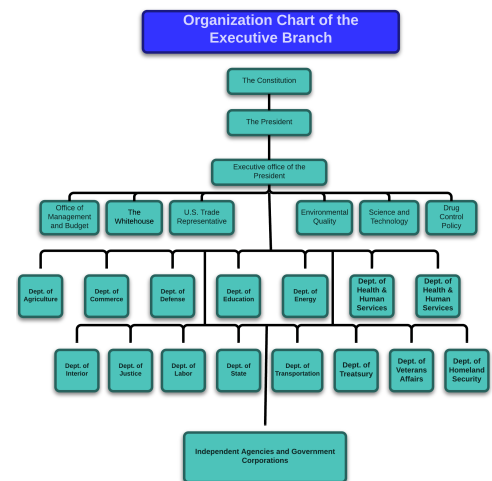 Organization Chart of the
Executive Branch
The Constitution
The President
Executive office of the
President
Office of
Management
and Budget
The
Whitehouse
U.S. Trade
Representative
Environmental
Quality
Science and
Technology
Drug
Control
Policy
Dept. of
Agriculture
Dept. of
Commerce
Dept. of
Defense
Dept. of
Education
Dept. of
Energy
Dept. of
Health &
Human
Services
Dept. of
Health &
Human
Services
Dept. of
Interior
Dept. of
Justice
Dept. of
Labor
Dept. of
State
Dept. of
Transportation
Dept. of
Treatsury
Dept. of
Veterans
Affairs
Dept. of
Homeland
Security
Independent Agencies and Government
Corporations